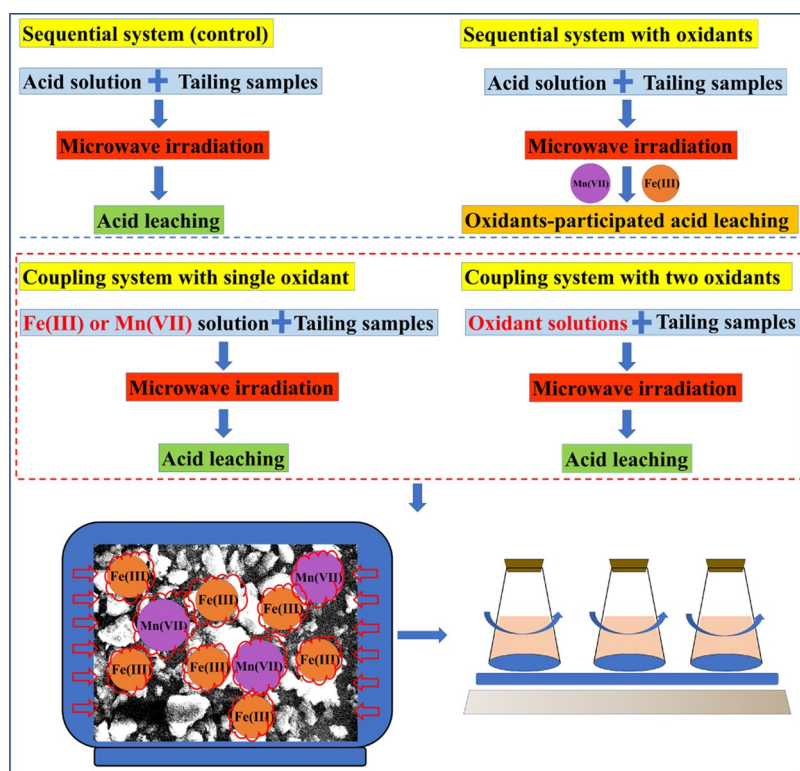 Sequential system (control)
Acid solution + Tailing samples
Microwave irradiation
Acid leaching
Sequential system with oxidants
Acid solution + Tailing samples
Microwave irradiation
Mn(VII) Fe(III)
Oxidants-participated acid leaching
Coupling system with single oxidant
Fe(III) or Mn(VII) solution + Tailing samples
Microwave irradiation
Acid leaching
Coupling system with two oxidants
Oxidant solutions + Tailing samples
Microwave irradiation
Acid leaching
Fe(III)
Mn(VII)
Fe(III)
Fe(III)
Mn(VII)
Fe(III)
Fe(III)
Mn(VII)
Fe(III)
Fe(III)